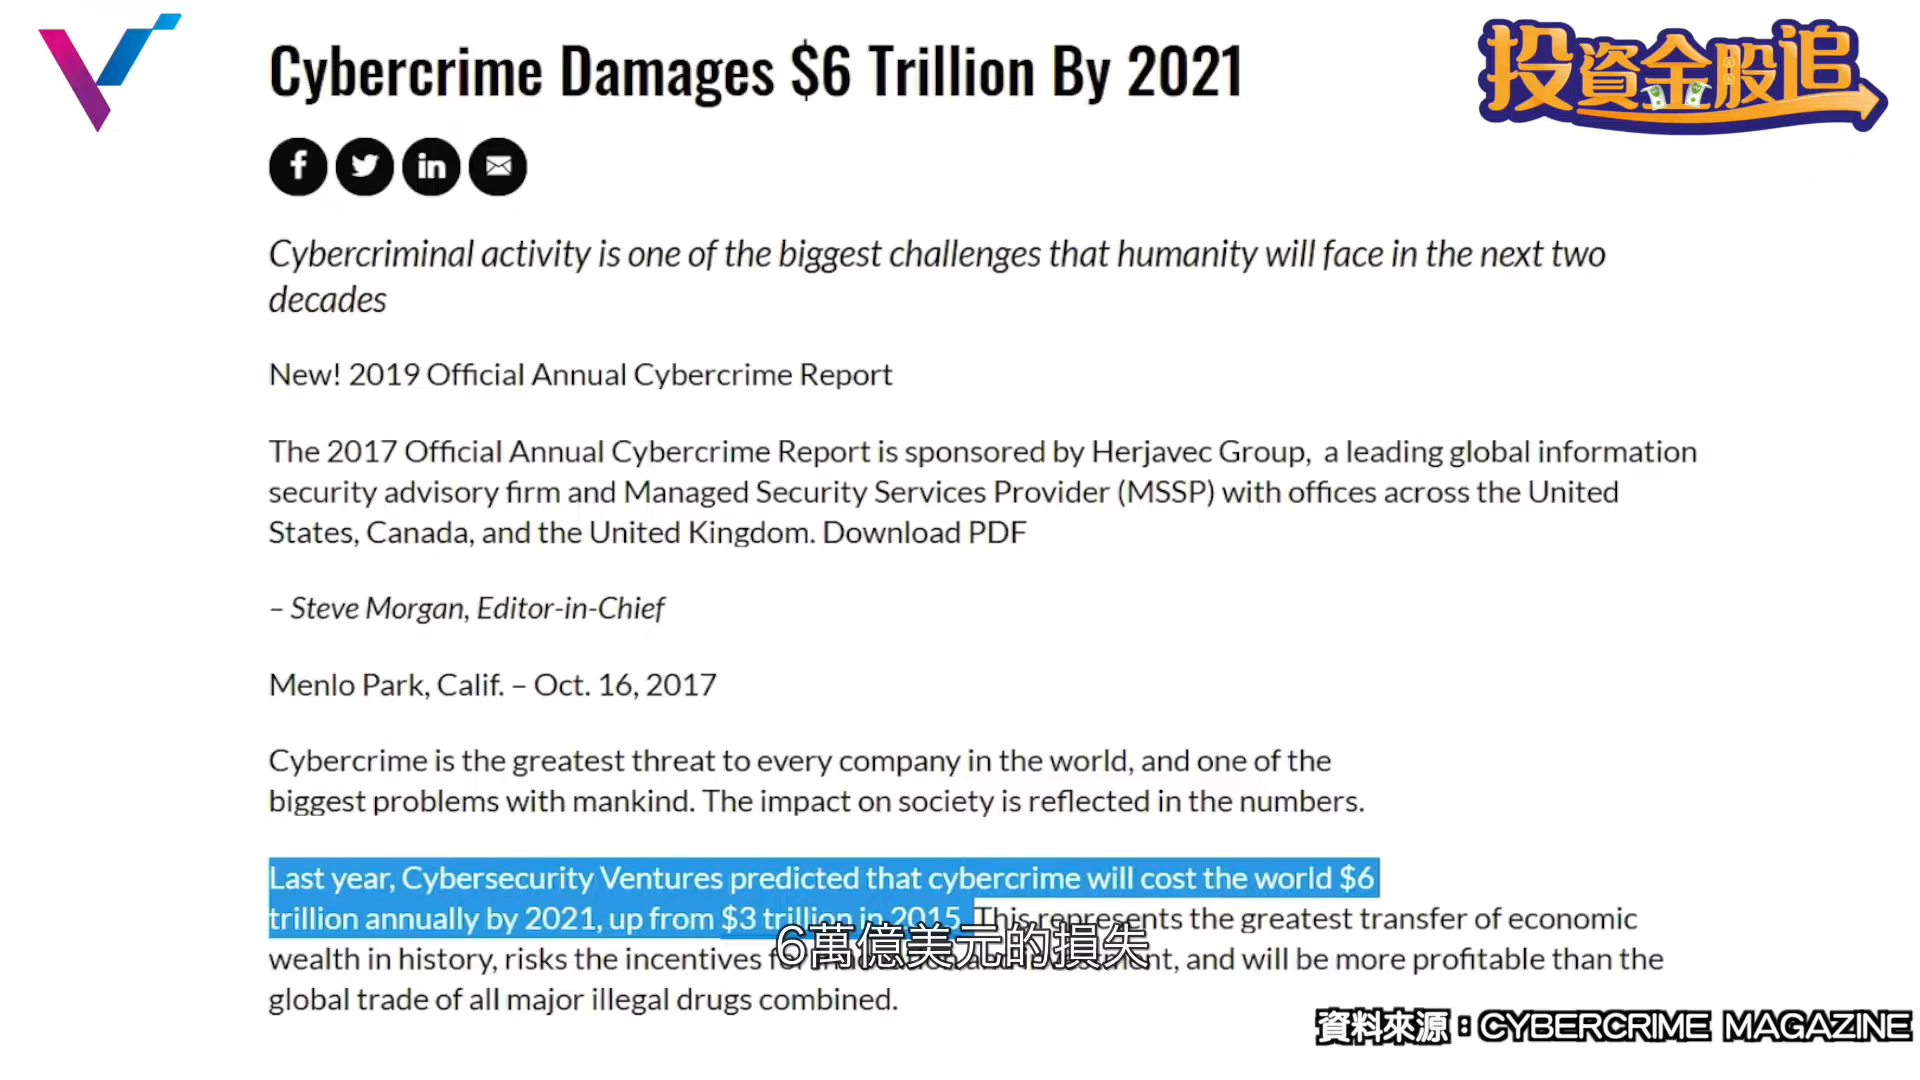 投資金股追
Cybercrime Damages $6 Trillion By 2021
Cybercriminal activity is one of the biggest challenges that humanity will face in the next two
decades
New! 2019 Official Annual Cybercrime Report
The 2017 Official Annual Cybercrime Report is sponsored by Herjavec Group, a leading global information
security advisory firm and Managed Security Services Provider (MSSP) with offices across the United
States, Canada, and the United Kingdom. Download PDF
– Steve Morgan, Editor-in-Chief
Menlo Park, Calif. – Oct. 16, 2017
Cybercrime is the greatest threat to every company in the world, and one of the
biggest problems with mankind. The impact on society is reflected in the numbers.
Last year, Cybersecurity Ventures predicted that cybercrime will cost the world $6
trillion annually by 2021, up from $3 trillion in 2015. This represents the greatest transfer of economic
wealth in history, risks the incentives and will be more profitable than the
global trade of all major illegal drugs combined.
6萬億美元的損失
資料來源：CYBERCRIME MAGAZINE